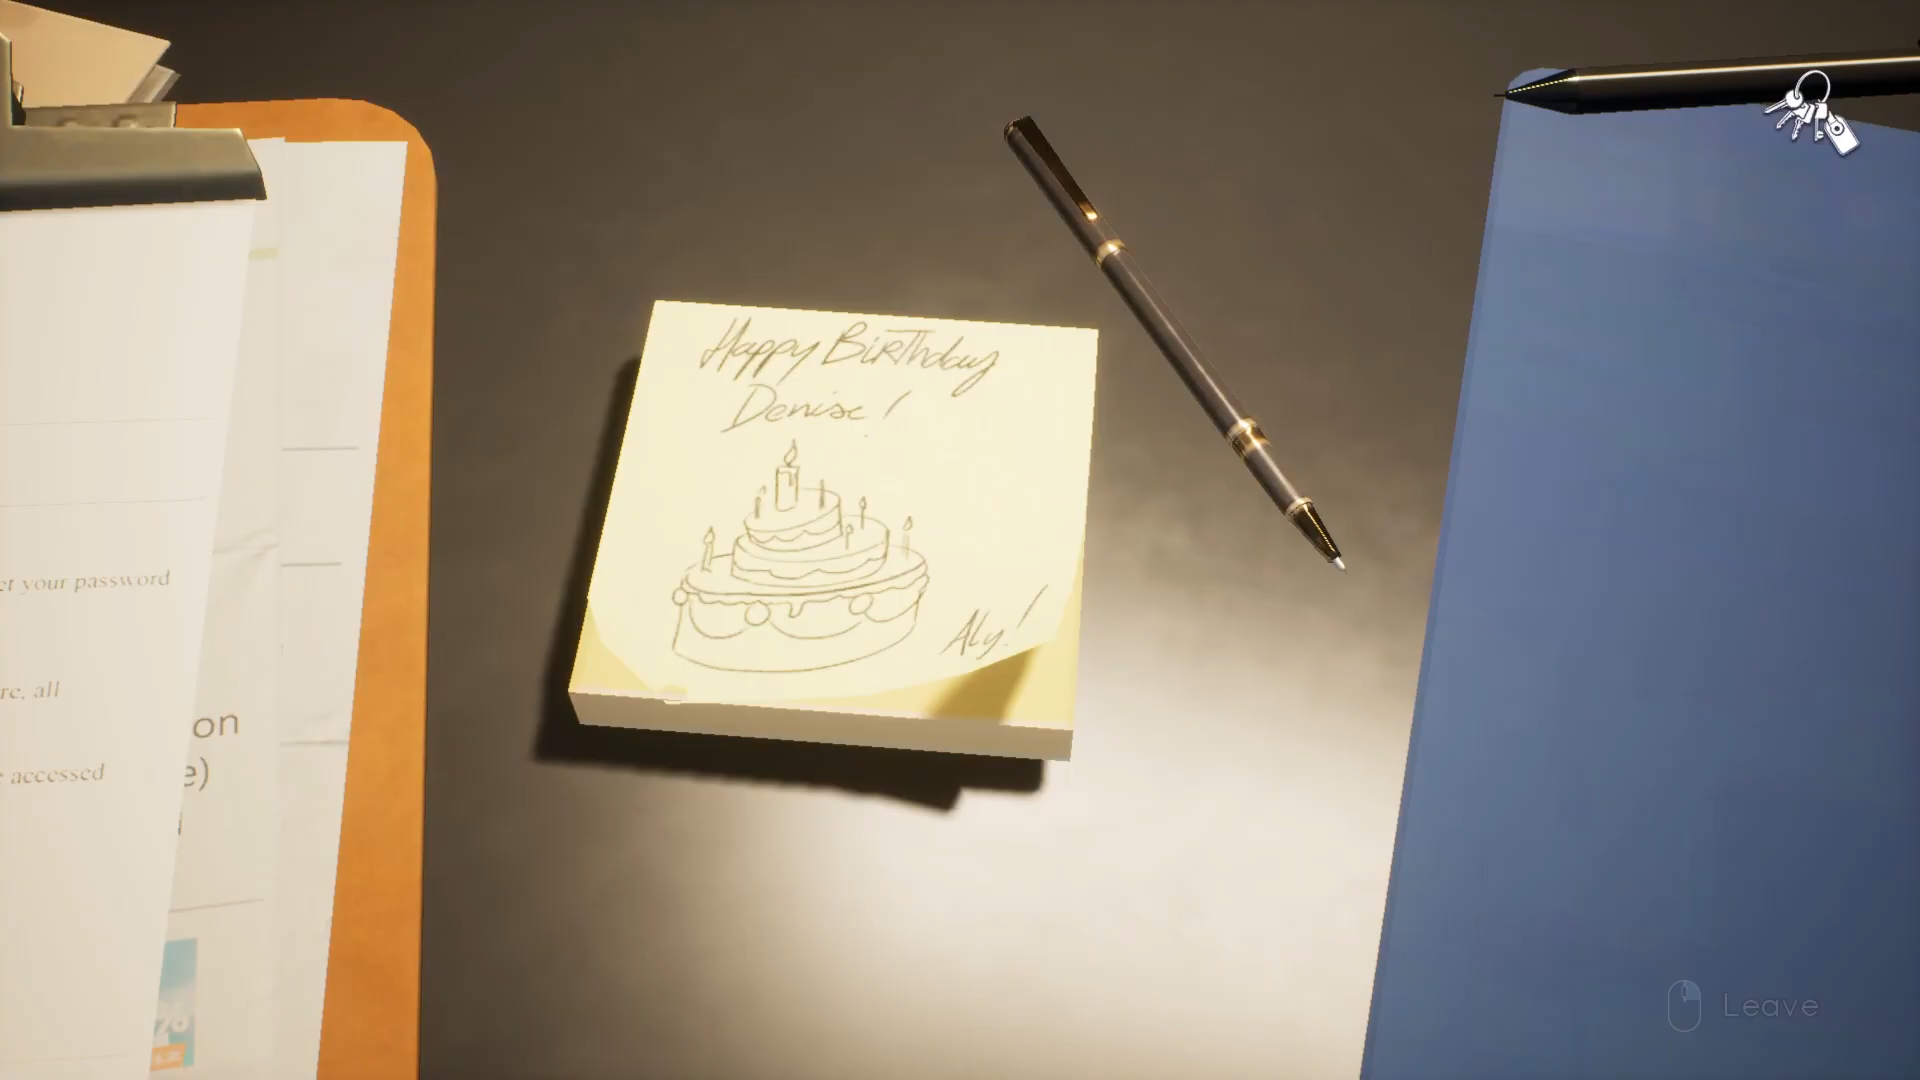 Happy Birthday
Denise!
Aly!
et your password
re, all
on
e)
accessed
Leave